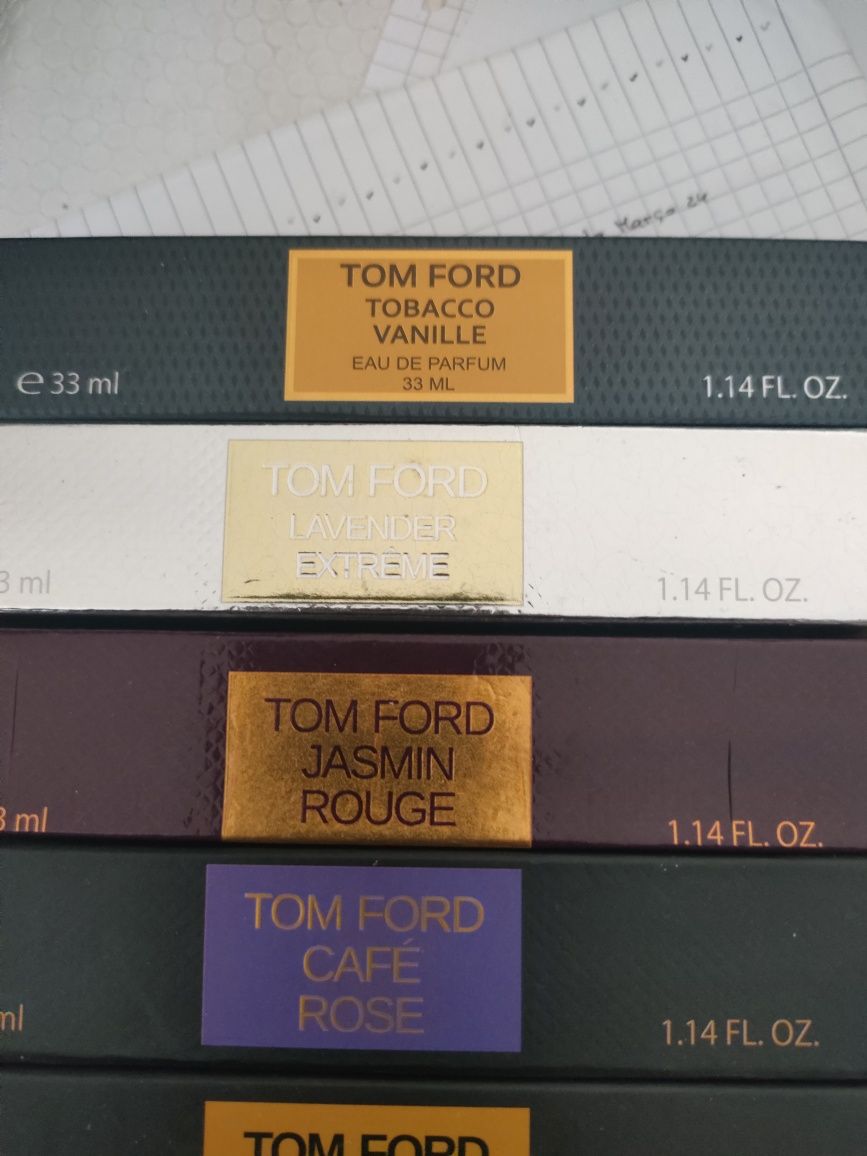 Março 24
TOM FORD
TOBACCO
VANILLE
EAU DE PARFUM
33 ML
e 33 ml
1.14 FL. OZ.
TOM FORD
LAVENDER
EXTRÊME
3 ml
1.14 FL. OZ.
TOM FORD
JASMIN
ROUGE
3 ml
1.14 FL. OZ.
TOM FORD
CAFÉ
ROSE
ml
1.14 FL. OZ.
TOM FORD